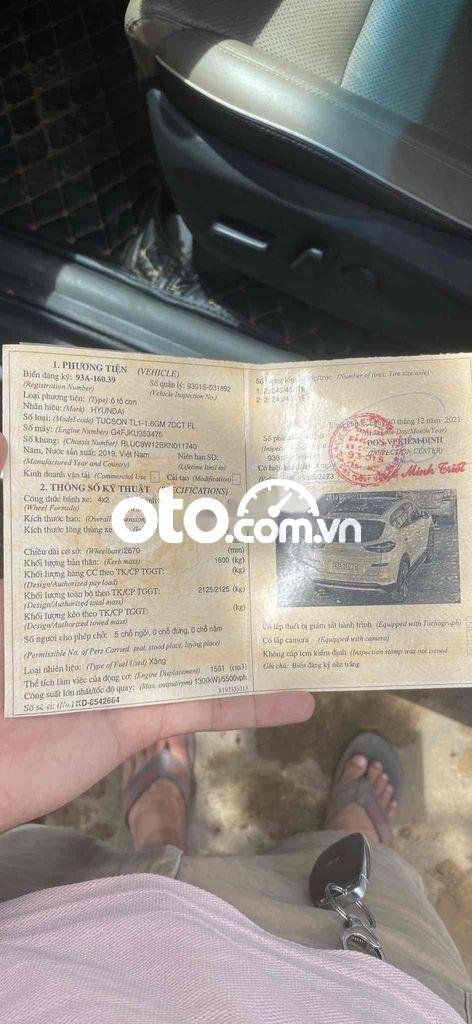 1. PHƯƠNG TIỆN (VEHICLE)
Biển đăng ký: 93A-160.39 Số quản lý: 9301S-031892
(Registration Number) (Vehicle Inspection No.)
Loại phương tiện: (Type) ô tô con
Nhãn hiệu: (Mark) HYUNDAI
Số loại: (Model code) TUCSON TL1-1.6GM 7DCT FL
Số máy: (Engine Number) G4FJKU353475
Số khung: (Chassis Number) RLUC9W12BKN011740
Năm, Nước sản xuất: 2019, Việt Nam Niên hạn SD:
(Manufactured Year and Country) (Lifetime limit to)
Kinh doanh vận tải (Commercial Use) Cải tạo (Modification)
2. THÔNG SỐ KỸ THUẬT (SPECIFICATIONS)
Công thức bánh xe: 4x2
(Wheel Formula)
Kích thước bao: (Overall
Kích thước lòng thùng
Chiều dài cơ sở: (Wheelbase) 2670 (mm)
Khối lượng bản thân: (Kerb mass) 1600 (kg)
Khối lượng hàng CC theo TK/CP TGGT: (kg)
(Design/Authorized pay load)
Khối lượng toàn bộ theo TK/CP TGGT: 2125/2125 (kg)
(Design/Authorized total mass)
Khối lượng kéo theo TK/CP TGGT: (kg)
(Design/Authorized towed mass)
Số người cho phép chở: 5 chỗ ngồi, 0 chỗ đứng, 0 chỗ nằm
(Permissible No. of Pers Carried: seat, stood place, laying place)
Loại nhiên liệu: (Type of Fuel Used) Xăng
Thể tích làm việc của động cơ: (Engine Displacement) 1591 (cm3)
Công suất lớn nhất/tốc độ quay: (Max. output/rpm) 130(kW)/5500vph
Số sê-ri: (No.) KD-6542664
(Number of tires; Tire size/axle)
12 năm 2021
ĐƠN VỊ KIỂM ĐỊNH
(INSPECTION CENTER)
Minh Triết
oto.com.vn
Có lắp thiết bị giám sát hành trình (Equipped with Tachograph)
Có lắp camera (Equipped with camera)
Không cấp tem kiểm định (Inspection stamp was not issued)
Ghi chú: Biển đăng ký nền trắng